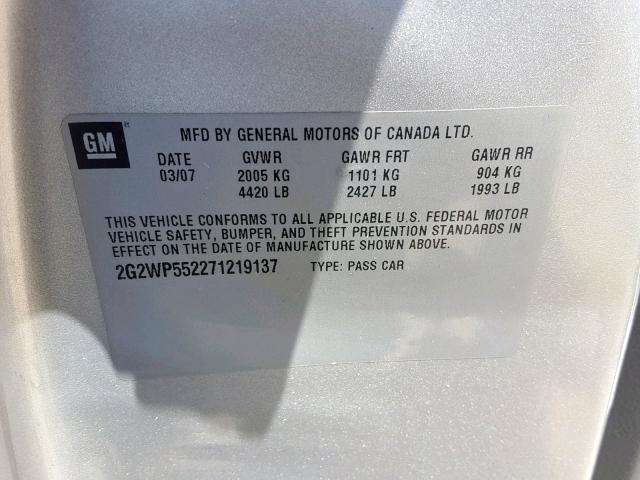 GM
MFD BY GENERAL MOTORS OF CANADA LTD.
DATE GVWR GAWR FRT GAWR RR
03/07 2005 KG 1101 KG 904 KG
4420 LB 2427 LB 1993 LB
THIS VEHICLE CONFORMS TO ALL APPLICABLE U.S. FEDERAL MOTOR
VEHICLE SAFETY, BUMPER, AND THEFT PREVENTION STANDARDS IN
EFFECT ON THE DATE OF MANUFACTURE SHOWN ABOVE.
2G2WP552271219137 TYPE: PASS CAR